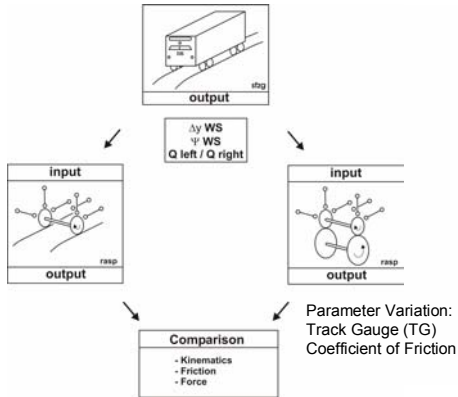 sfzg
output
Δy WS
Ψ WS
Q left / Q right
input
rasp
output
input
rasp
output
Parameter Variation:
Track Gauge (TG)
Coefficient of Friction
Comparison
- Kinematics
- Friction
- Force